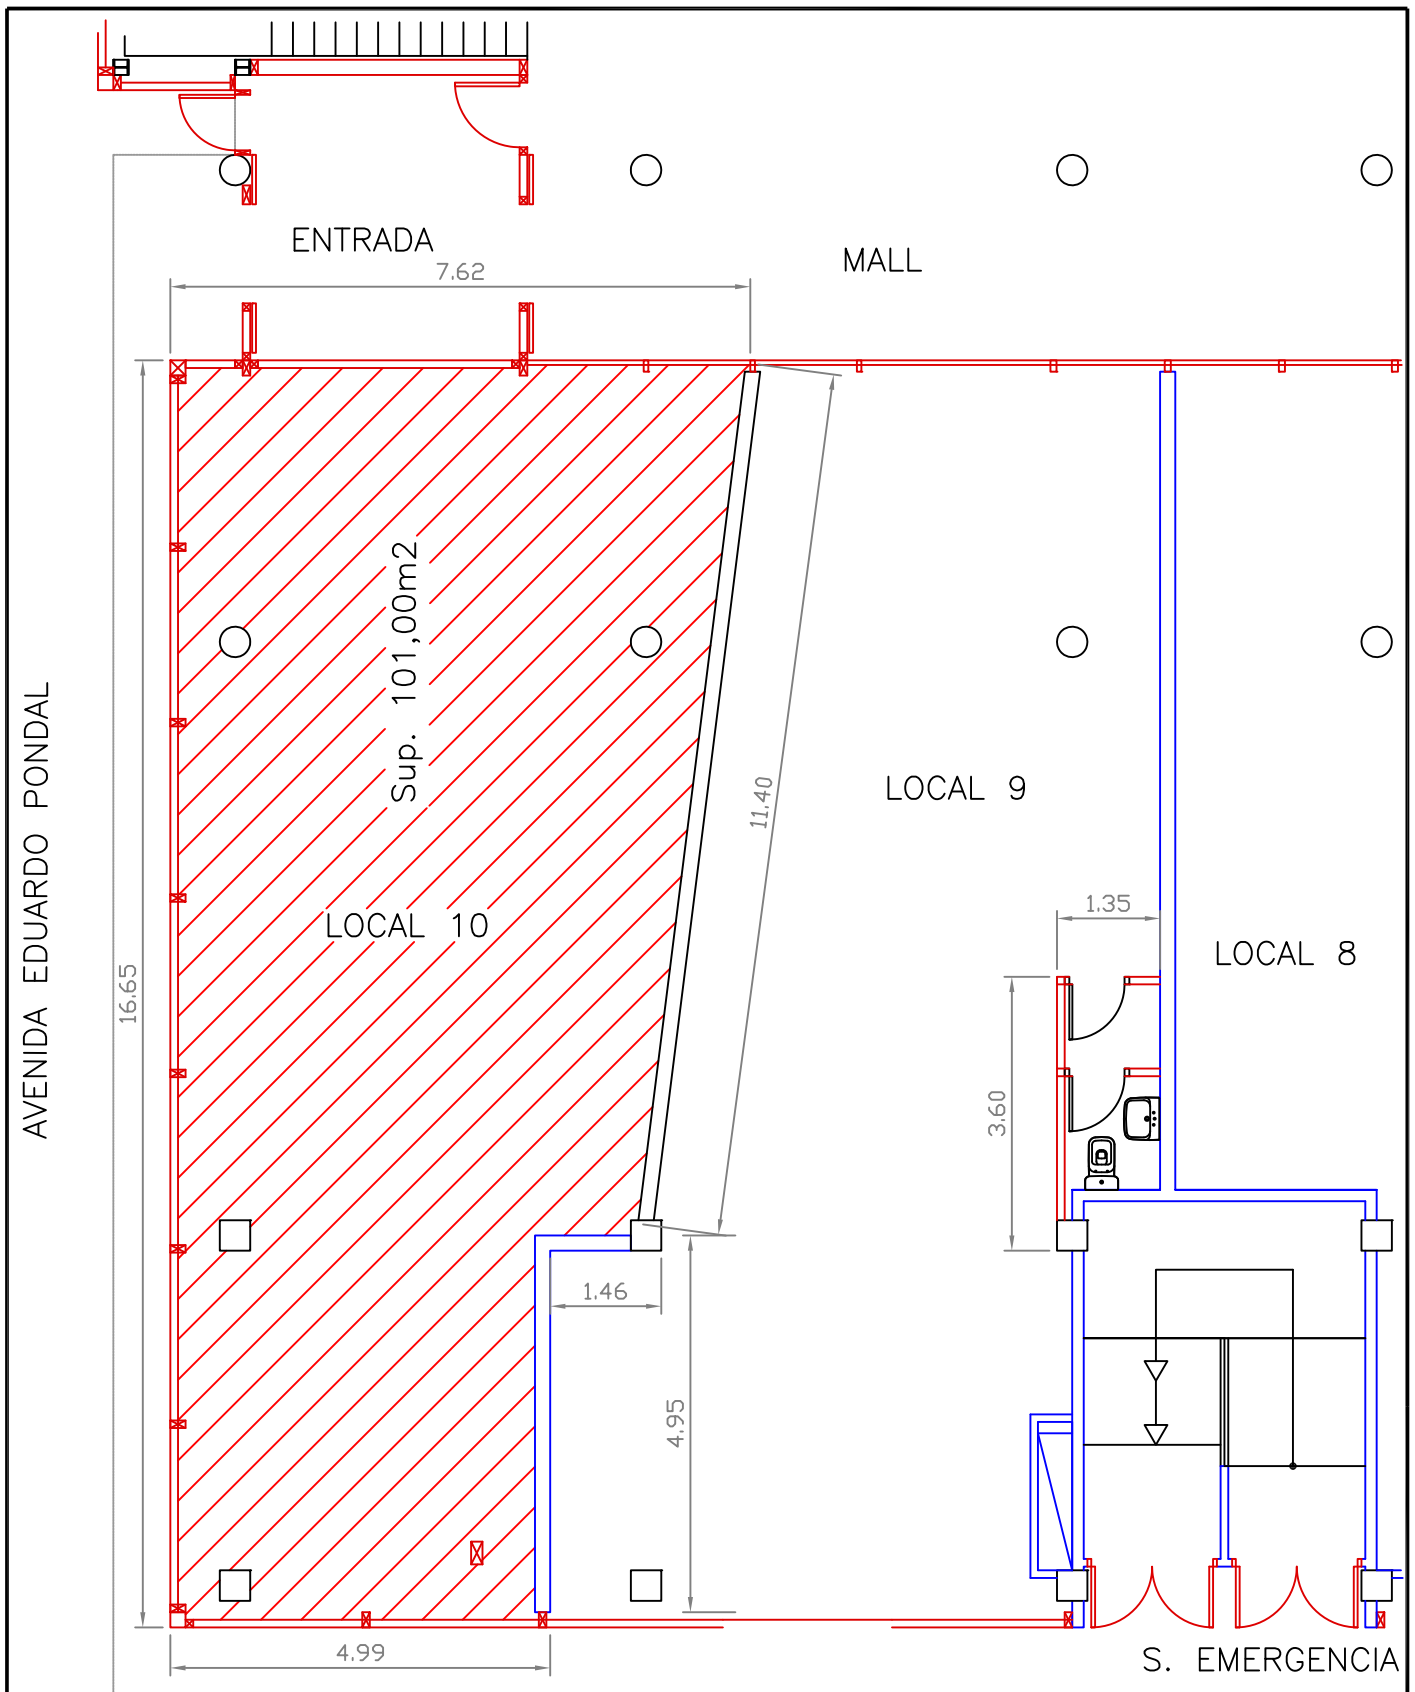 ENTRADA
MALL
7.62
Sup. 101,00m2
AVENIDA EDUARDO PONDAL
11.40
LOCAL 9
1.35
LOCAL 10
LOCAL 8
16.65
3.60
1.46
4.95
4.99
S. EMERGENCIA